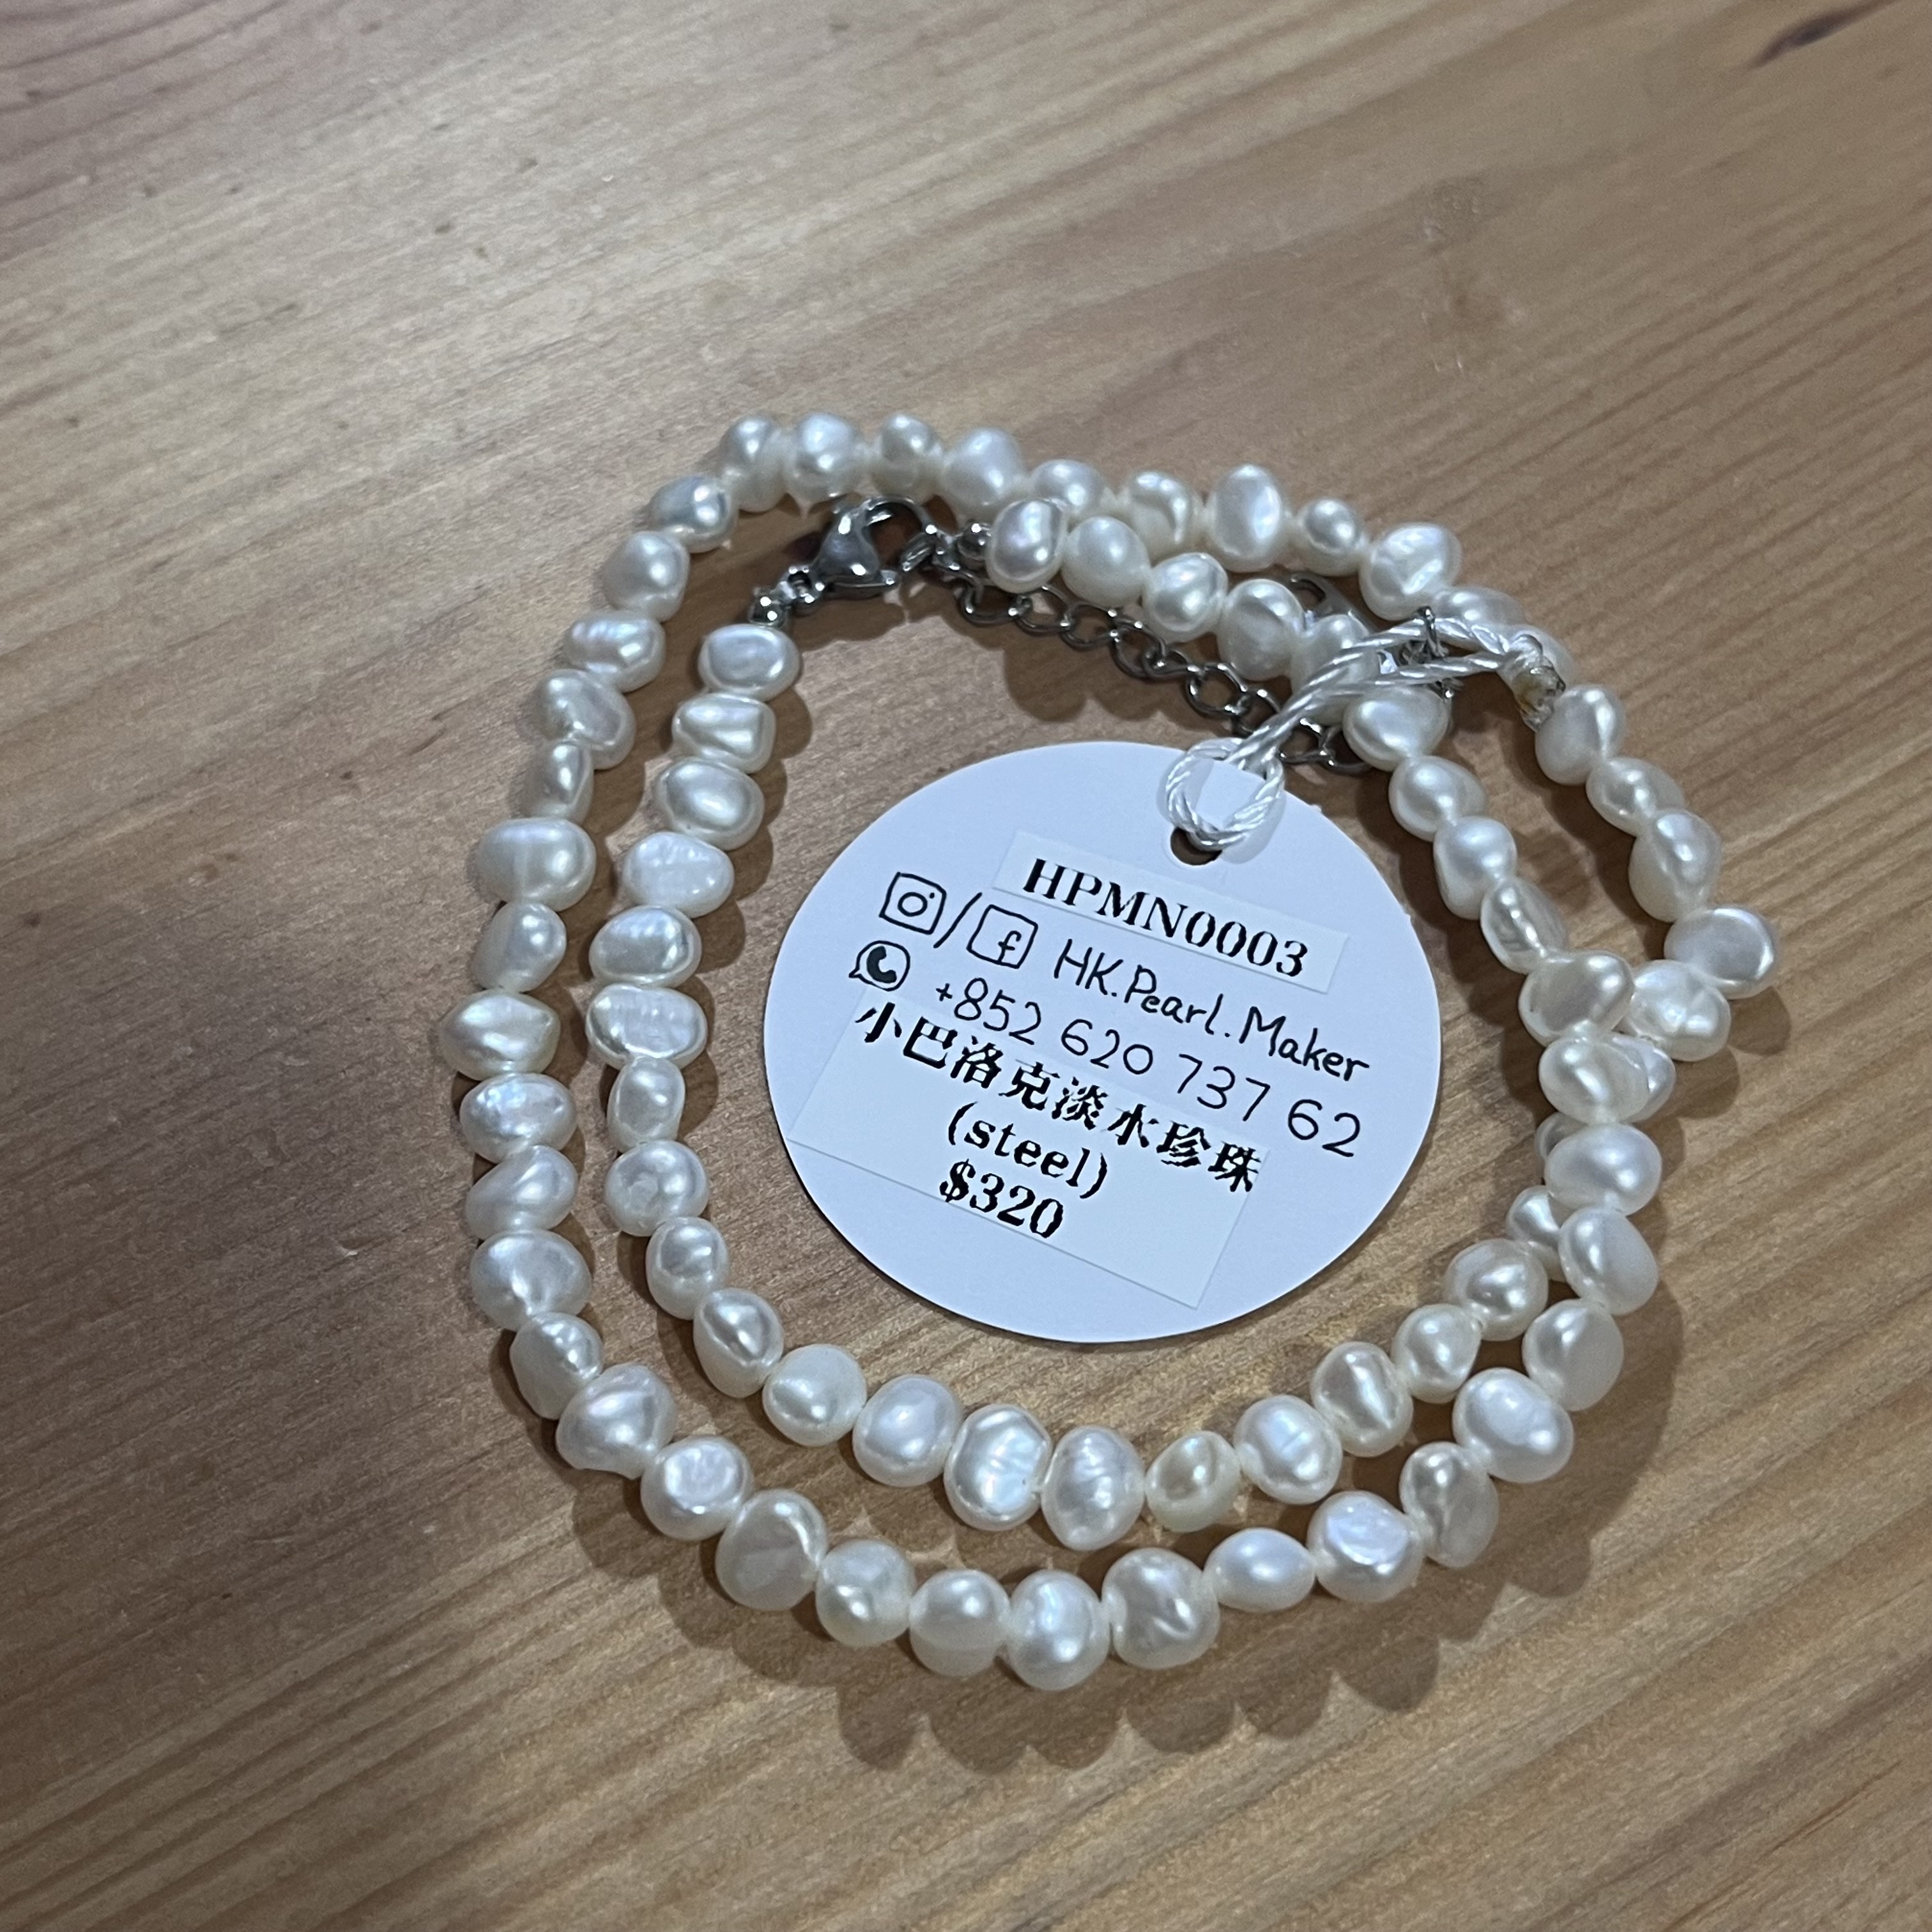 HPMN0003
/ HK.Pearl.Maker
+852 620 737 62
小巴洛克淡水珍珠
(steel)
$320